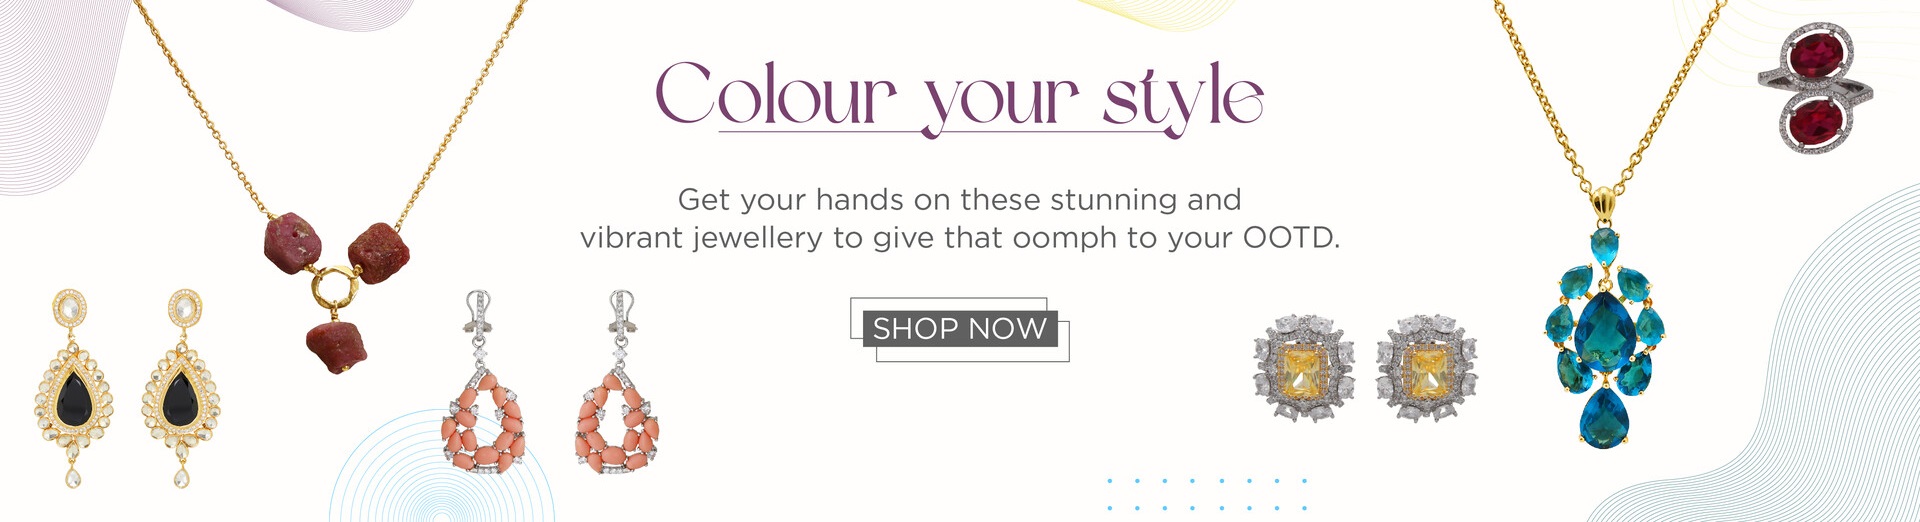 Colour your style
Get your hands on these stunning and
vibrant jewellery to give that oomph to your OOTD.
SHOP NOW